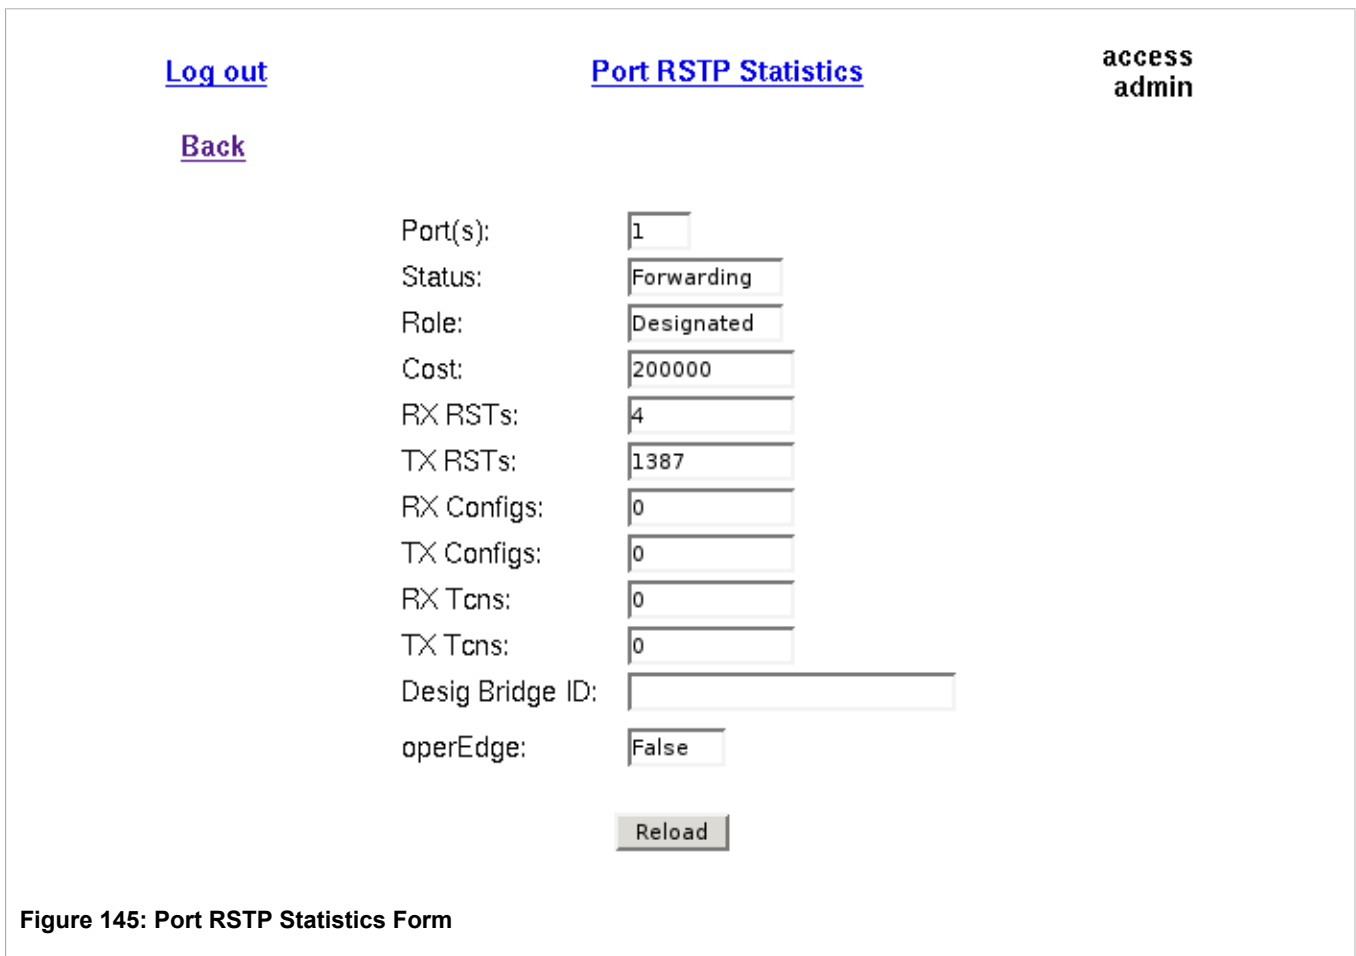 Log out Port RSTP Statistics access
admin
Back
Port(s): 1
Status: Forwarding
Role: Designated
Cost: 200000
RX RSTs: 4
TX RSTs: 1387
RX Configs: 0
TX Configs: 0
RX Tcns: 0
TX Tcns: 0
Desig Bridge ID:
operEdge: False
Reload
Figure 145: Port RSTP Statistics Form